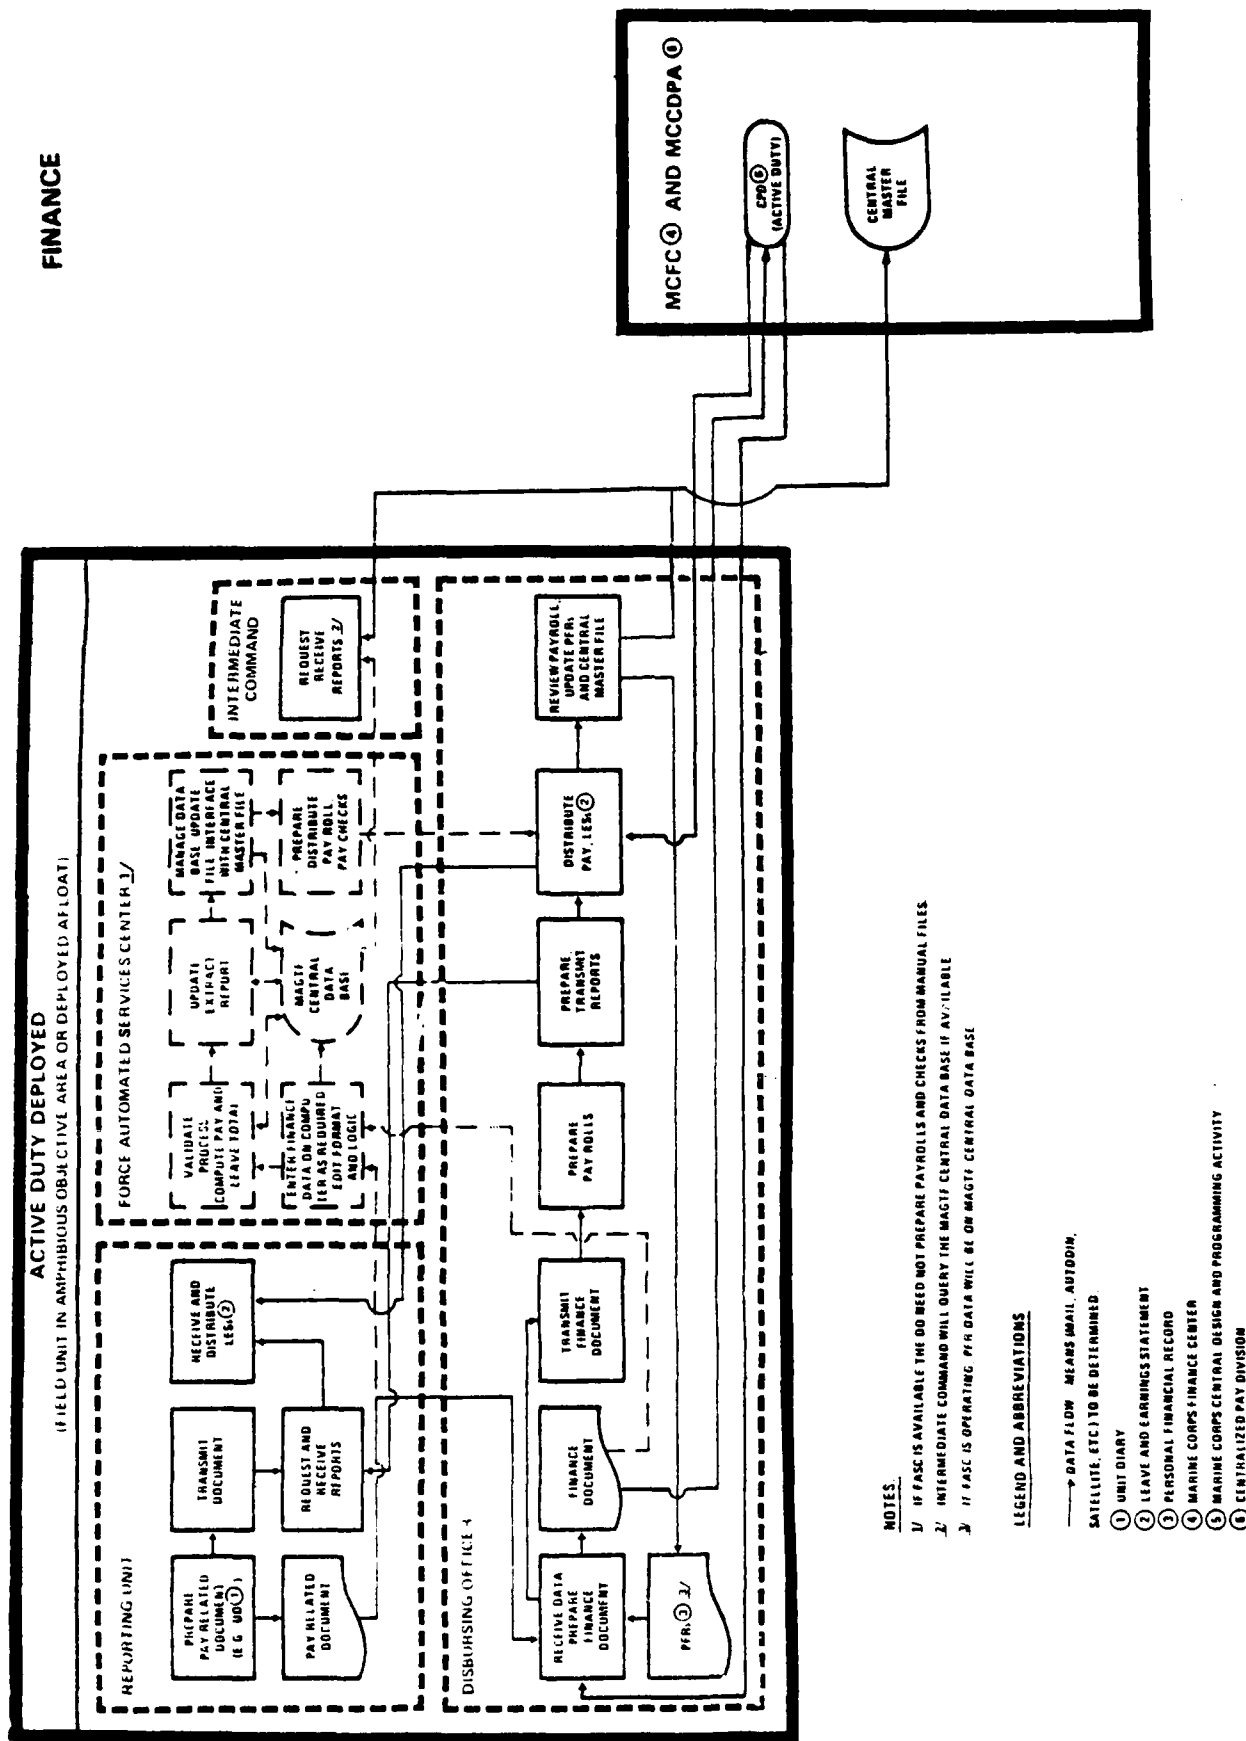 FINANCE
ACTIVE DUTY DEPLOYED
(FIELD UNIT IN AMPHIBIOUS OBJECTIVE AREA OR DEPLOYED AFLOAT)
REPORTING UNIT
PREPARE
PAY RELATED
DOCUMENT
(E G UD①)
TRANSMIT
DOCUMENT
RECEIVE AND
DISTRIBUTE
LESs②
PAY RELATED
DOCUMENT
REQUEST AND
RECEIVE
REPORTS
FORCE AUTOMATED SERVICES CENTER 1/
VALIDATE
PROCESS
COMPUTE PAY AND
LEAVE TOTAL
UPDATE
EXTRACT
REPORT
MANAGE DATA
BASE UPDATE
FILE INTERFACE
WITH CENTRAL
MASTER FILE
ENTER FINANCE
DATA ON COMPU
TER AS REQUIRED
EDIT FORMAT
AND LOGIC
MAGTF
CENTRAL
DATA
BASE
PREPARE
DISTRIBUTE
PAY ROLL,
PAY CHECKS
INTERMEDIATE
COMMAND
REQUEST
RECEIVE
REPORTS 2/
DISBURSING OFFICER
RECEIVE DATA
PREPARE
FINANCE
DOCUMENT
FINANCE
DOCUMENT
TRANSMIT
FINANCE
DOCUMENT
PREPARE
PAY ROLLS
PREPARE,
TRANSMIT
REPORTS
DISTRIBUTE
PAY, LESs②
REVIEW PAYROLL,
UPDATE PFRs
AND CENTRAL
MASTER FILE
PFRs③ 3/
MCFC④ AND MCCDPA⑤
CPD⑥
(ACTIVE DUTY)
CENTRAL
MASTER
FILE
NOTES
1/ IF FASC IS AVAILABLE THE DO NEED NOT PREPARE PAYROLLS AND CHECKS FROM MANUAL FILES
2/ INTERMEDIATE COMMAND WILL QUERY THE MAGTF CENTRAL DATA BASE IF AVAILABLE
3/ IF FASC IS OPERATING PFR DATA WILL BE ON MAGTF CENTRAL DATA BASE
LEGEND AND ABBREVIATIONS
DATA FLOW MEANS (MAIL, AUTODIN,
SATELLITE, ETC) TO BE DETERMINED
① UNIT DIARY
② LEAVE AND EARNINGS STATEMENT
③ PERSONAL FINANCIAL RECORD
④ MARINE CORPS FINANCE CENTER
⑤ MARINE CORPS CENTRAL DESIGN AND PROGRAMMING ACTIVITY
⑥ CENTRALIZED PAY DIVISION